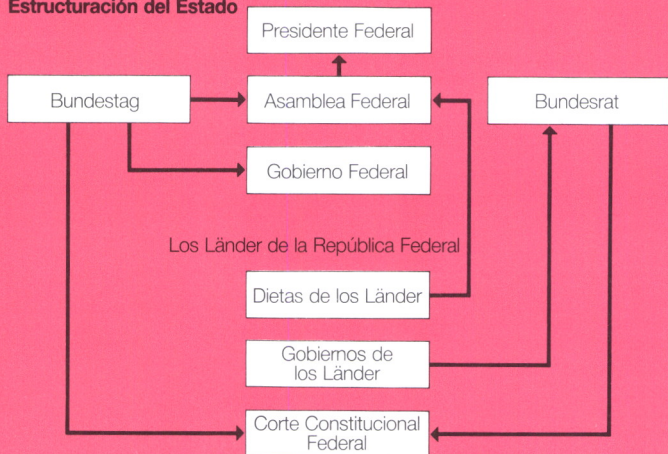 Estructuración del Estado
Presidente Federal
Bundestag
Asamblea Federal
Bundesrat
Gobierno Federal
Los Länder de la República Federal
Dietas de los Länder
Gobiernos de
los Länder
Corte Constitucional
Federal